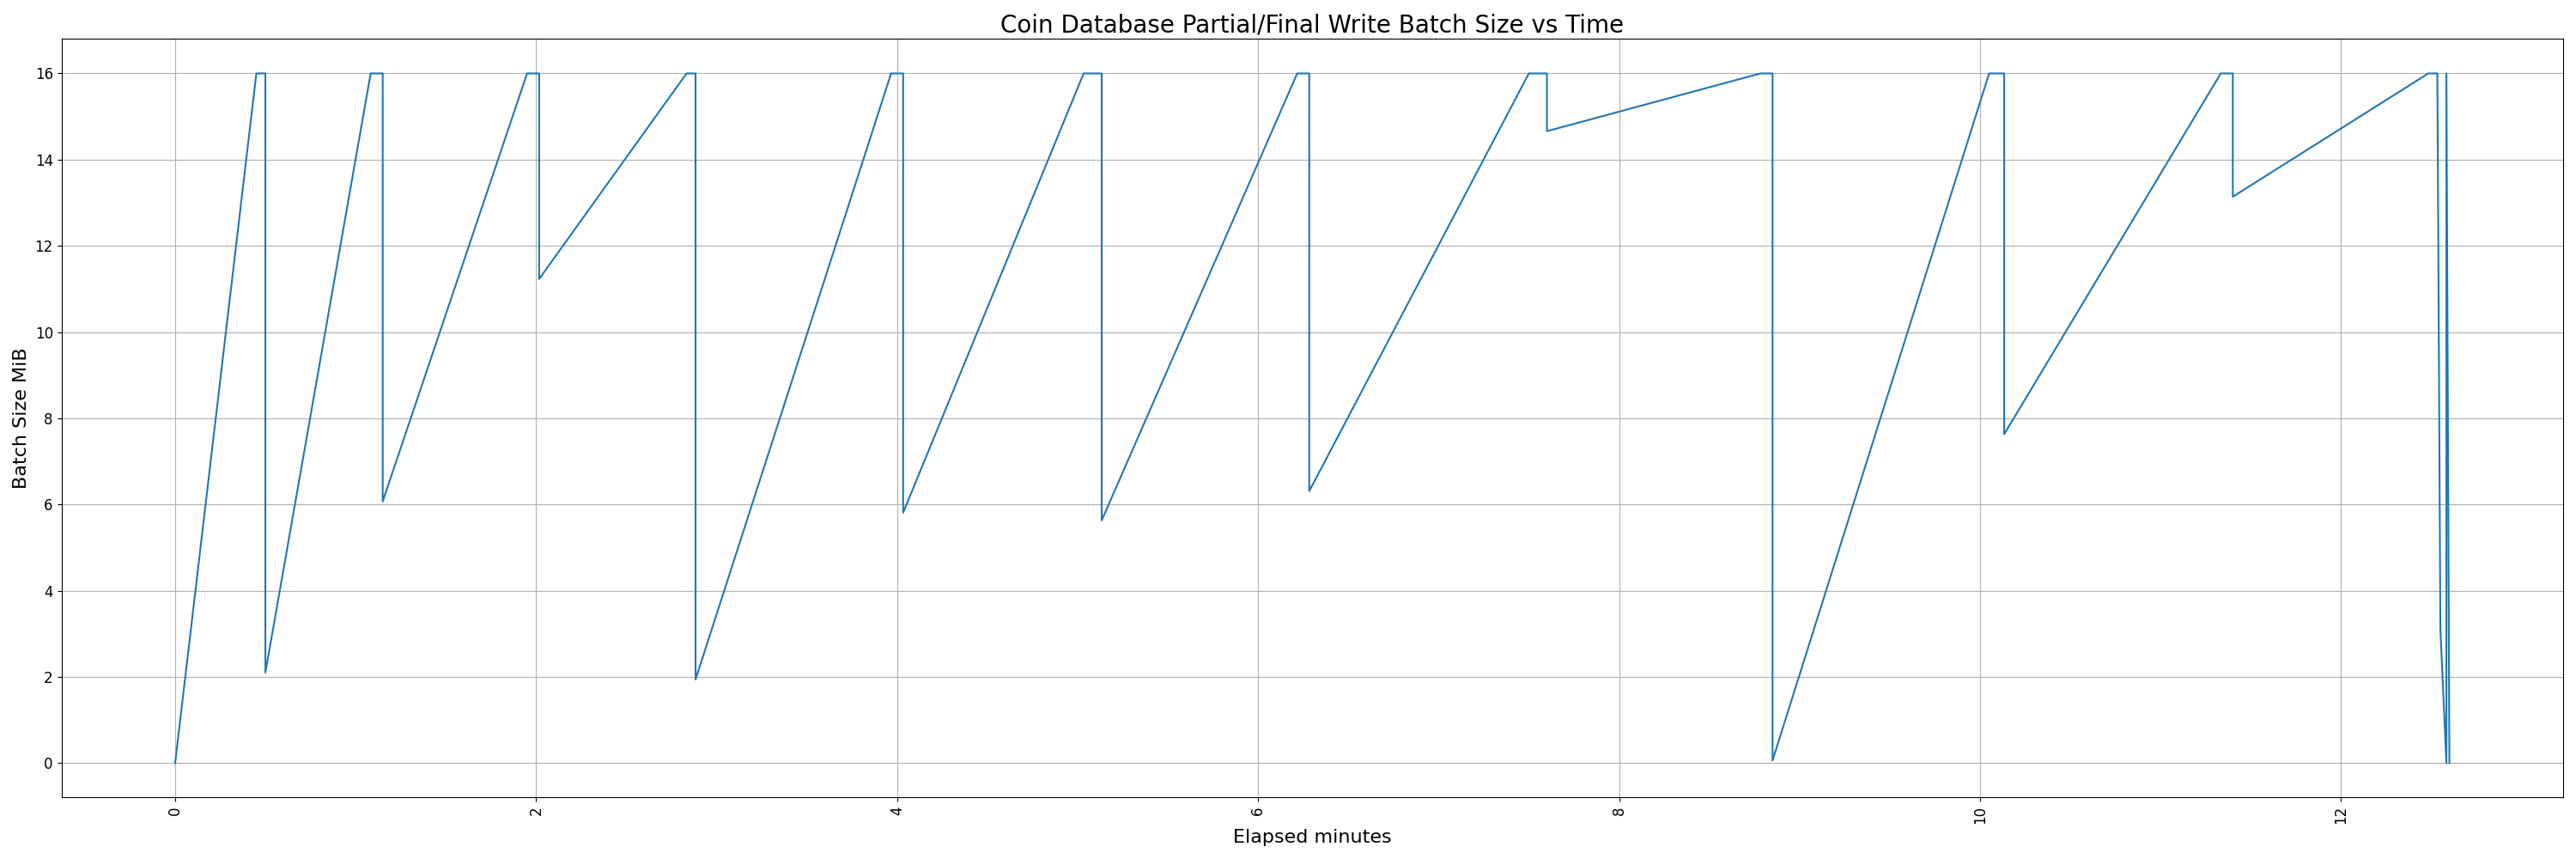 Coin Database Partial/Final Write Batch Size vs Time
Batch Size MiB
16
14
12
10
8
6
4
2
0
0 2 4 6 8 10 12
Elapsed minutes